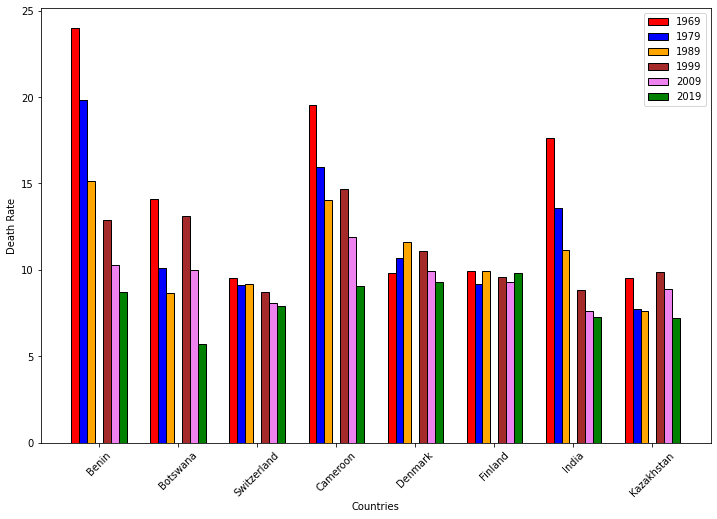 25
20
15
10
5
0
Death Rate
1969
1979
1989
1999
2009
2019
Benin
Botswana
Switzerland
Cameroon
Denmark
Finland
India
Kazakhstan
Countries